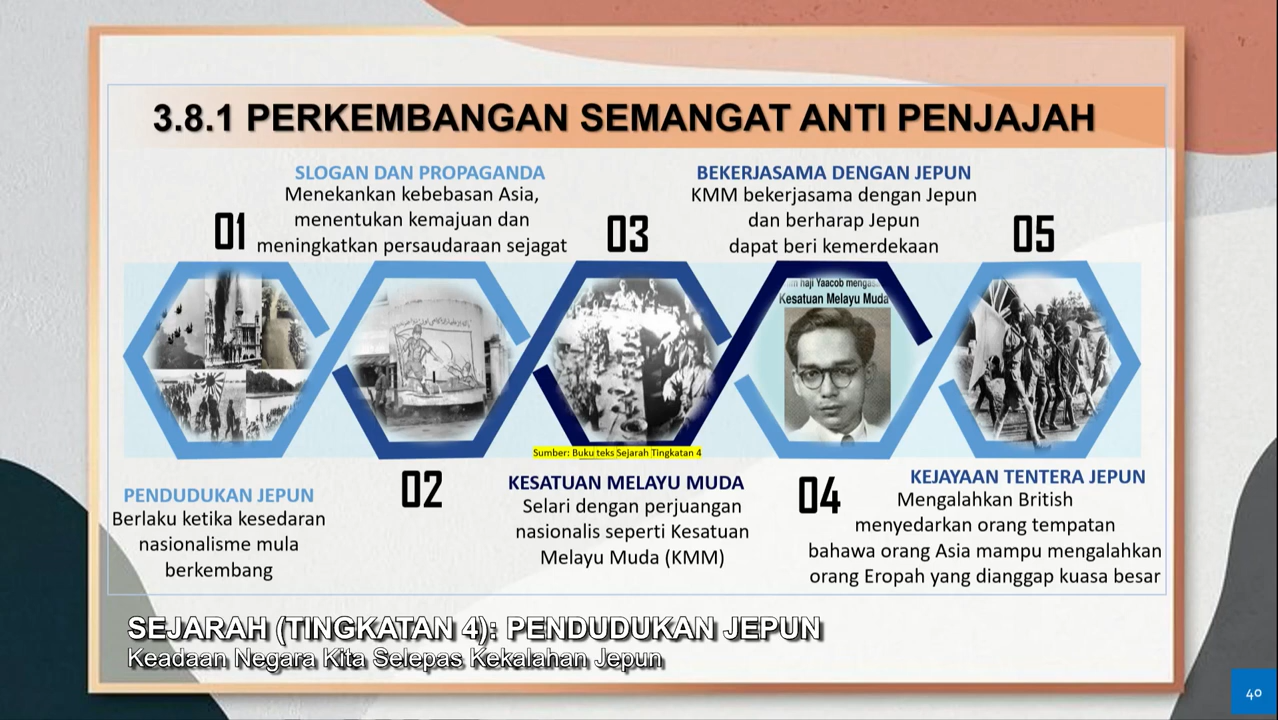 3.8.1 PERKEMBANGAN SEMANGAT ANTI PENJAJAH
01
PENDUDUKAN JEPUN
Berlaku ketika kesedaran
nasionalisme mula
berkembang
SLOGAN DAN PROPAGANDA
Menekankan kebebasan Asia,
menentukan kemajuan dan
meningkatkan persaudaraan sejagat
02
03
Sumber: Buku teks Sejarah Tingkatan 4
KESATUAN MELAYU MUDA
Selari dengan perjuangan
nasionalis seperti Kesatuan
Melayu Muda (KMM)
BEKERJASAMA DENGAN JEPUN
KMM bekerjasama dengan Jepun
dan berharap Jepun
dapat beri kemerdekaan
haji Yaacob
Kesatuan Melayu Muda
04
05
KEJAYAAN TENTERA JEPUN
Mengalahkan British
menyedarkan orang tempatan
bahawa orang Asia mampu mengalahkan
orang Eropah yang dianggap kuasa besar
SEJARAH (TINGKATAN 4): PENDUDUKAN JEPUN
Keadaan Negara Kita Selepas Kekalahan Jepun
40